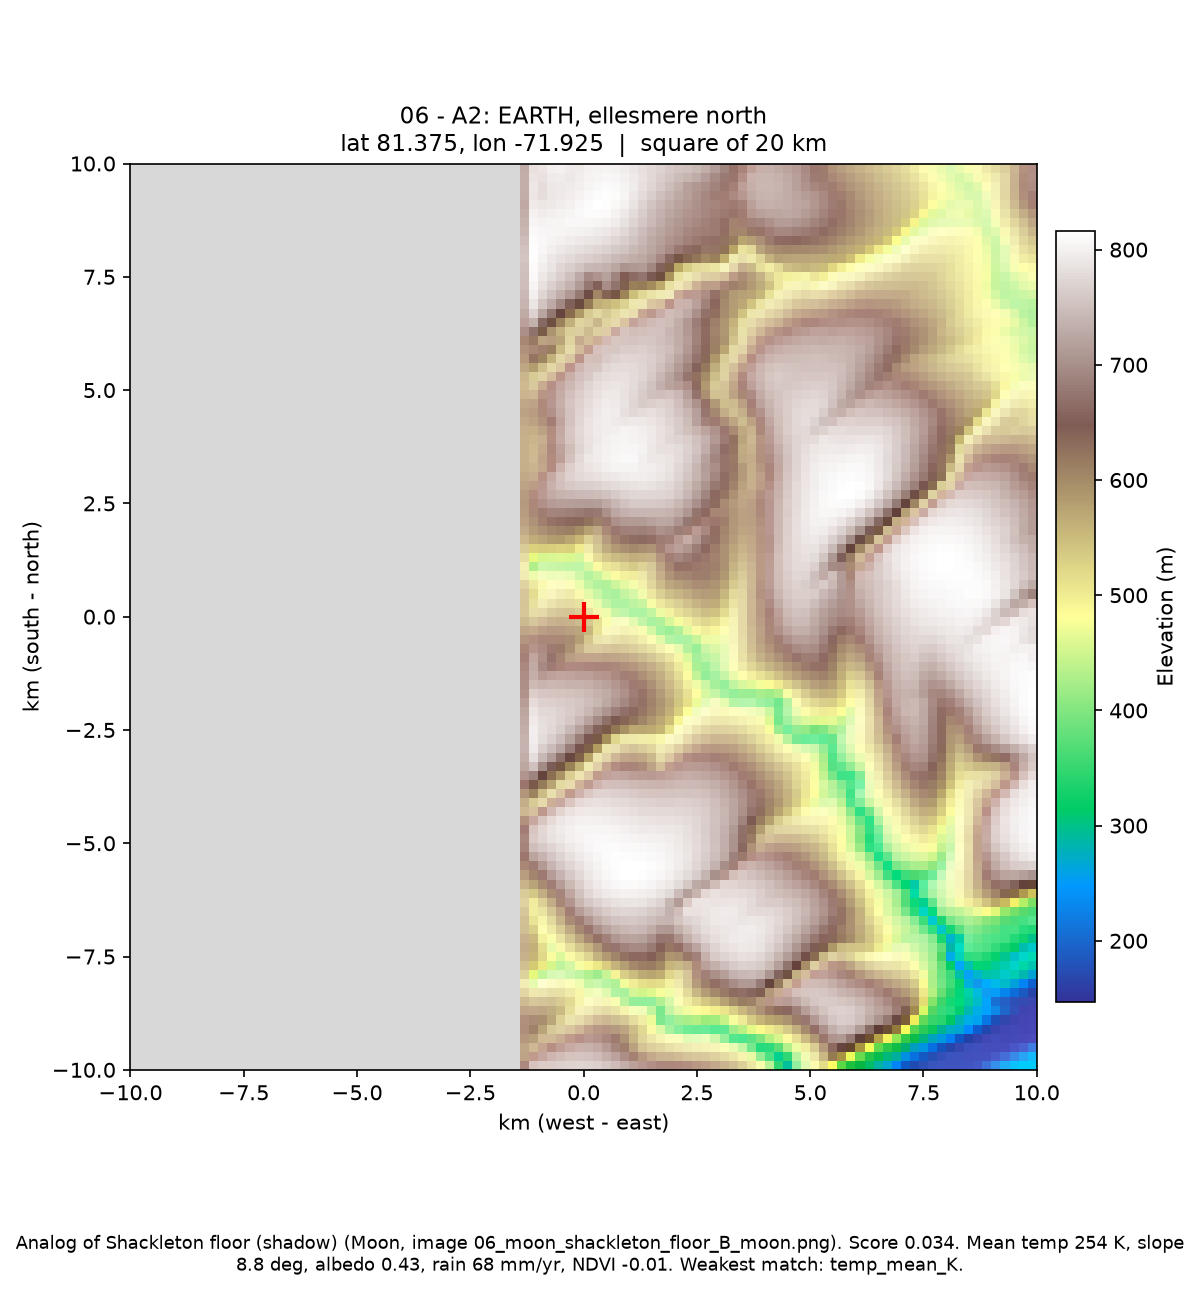 06 - A2: EARTH, ellesmere north
lat 81.375, lon -71.925  |  square of 20 km
10.0
7.5
5.0
2.5
0.0
−2.5
−5.0
−7.5
−10.0
km (south - north)
−10.0 −7.5 −5.0 −2.5 0.0 2.5 5.0 7.5 10.0
km (west - east)
800
700
600
500
400
300
200
Elevation (m)
Analog of Shackleton floor (shadow) (Moon, image 06_moon_shackleton_floor_B_moon.png). Score 0.034. Mean temp 254 K, slope
8.8 deg, albedo 0.43, rain 68 mm/yr, NDVI -0.01. Weakest match: temp_mean_K.